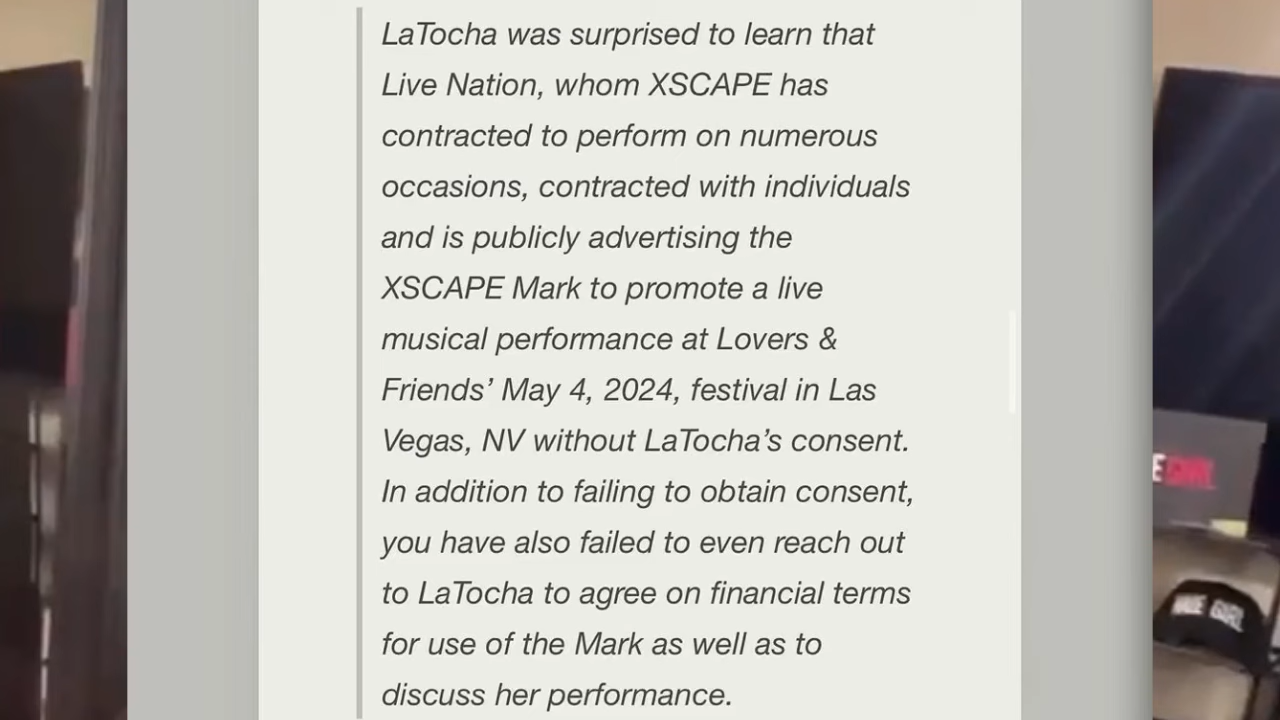 LaTocha was surprised to learn that
Live Nation, whom XSCAPE has
contracted to perform on numerous
occasions, contracted with individuals
and is publicly advertising the
XSCAPE Mark to promote a live
musical performance at Lovers &
Friends’ May 4, 2024, festival in Las
Vegas, NV without LaTocha’s consent.
In addition to failing to obtain consent,
you have also failed to even reach out
to LaTocha to agree on financial terms
for use of the Mark as well as to
discuss her performance.
GIRL